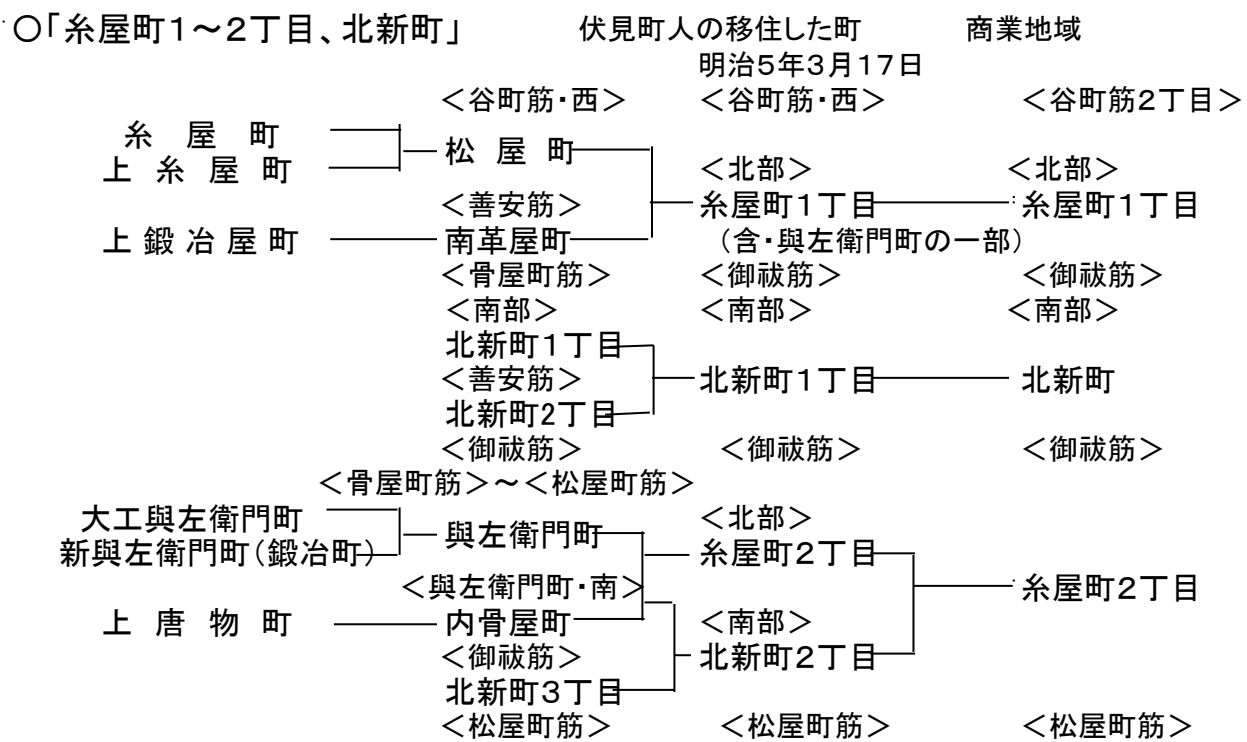 ○「糸屋町１～２丁目、北新町」 伏見町人の移住した町 商業地域
明治５年３月１７日
＜谷町筋・西＞ ＜谷町筋・西＞ ＜谷町筋２丁目＞
糸屋町
松屋町
上糸屋町 ＜北部＞ ＜北部＞
＜善安筋＞ 糸屋町１丁目 糸屋町１丁目
上鍛冶屋町 南革屋町 （含・與左衛門町の一部）
＜骨屋町筋＞ ＜御祓筋＞ ＜御祓筋＞
＜南部＞ ＜南部＞ ＜南部＞
北新町１丁目
＜善安筋＞ 北新町１丁目 北新町
北新町2丁目
＜御祓筋＞ ＜御祓筋＞ ＜御祓筋＞
＜骨屋町筋＞～＜松屋町筋＞
大工與左衛門町 ＜北部＞
與左衛門町
新與左衛門町（鍛冶町） 糸屋町２丁目
＜與左衛門町・南＞ 糸屋町２丁目
上唐物町 内骨屋町 ＜南部＞
＜御祓筋＞ 北新町２丁目
北新町３丁目
＜松屋町筋＞ ＜松屋町筋＞ ＜松屋町筋＞